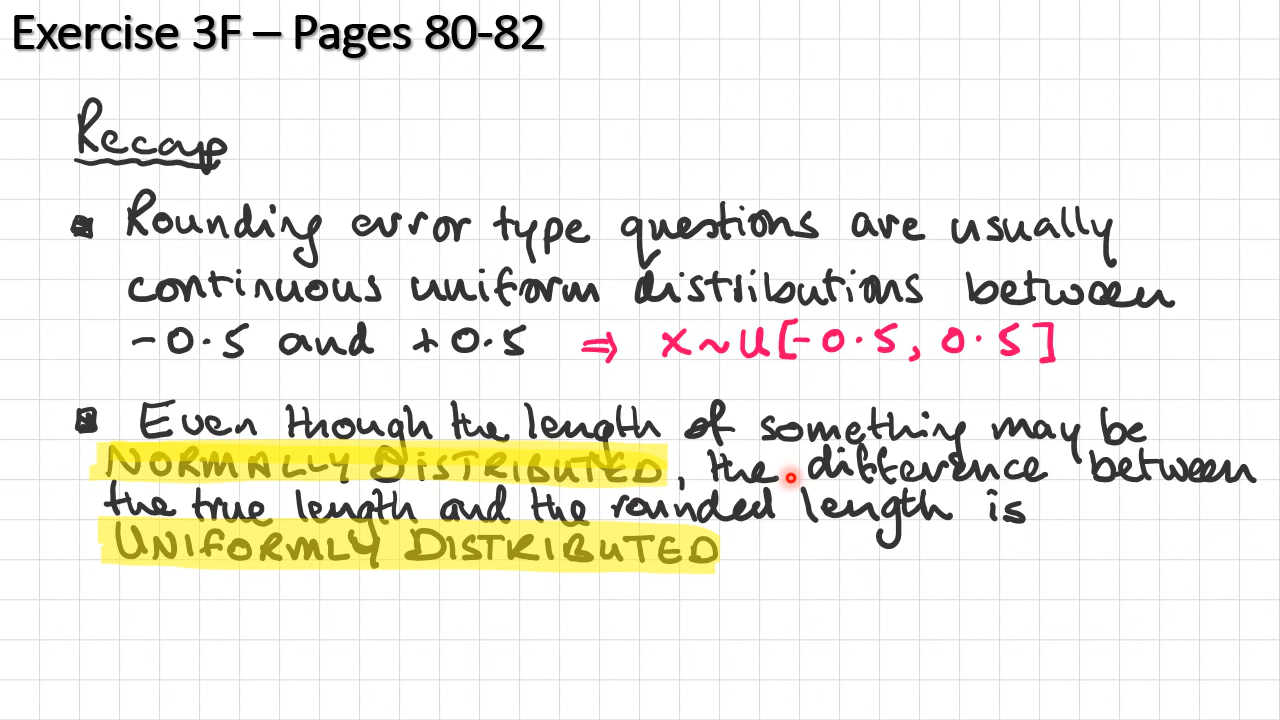 Exercise 3F – Pages 80-82
Recap
Rounding error type questions are usually
continuous uniform distributions between
-0.5 and +0.5 ⇒ x~U[-0.5, 0.5]
Even though the length of something may be
NORMALLY DISTRIBUTED, the difference between
the true length and the rounded length is
UNIFORMLY DISTRIBUTED